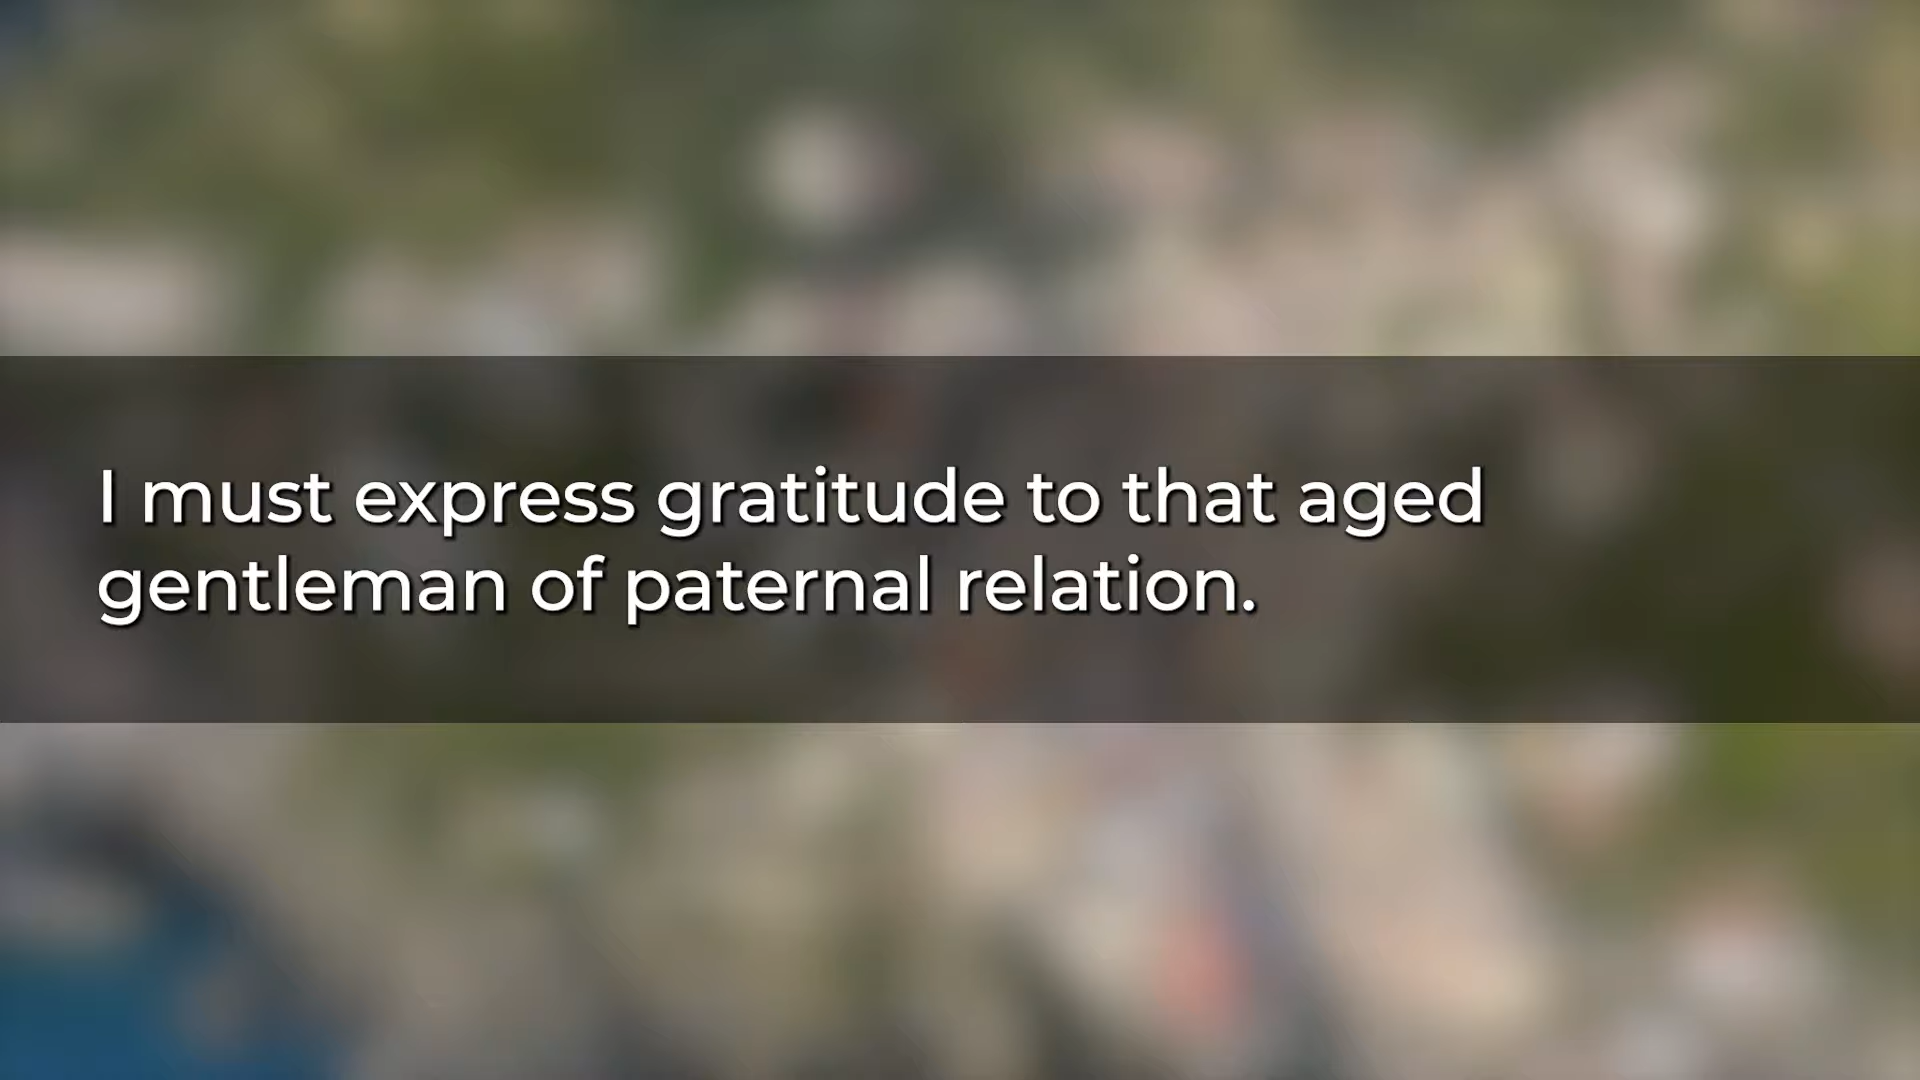 I must express gratitude to that aged
gentleman of paternal relation.